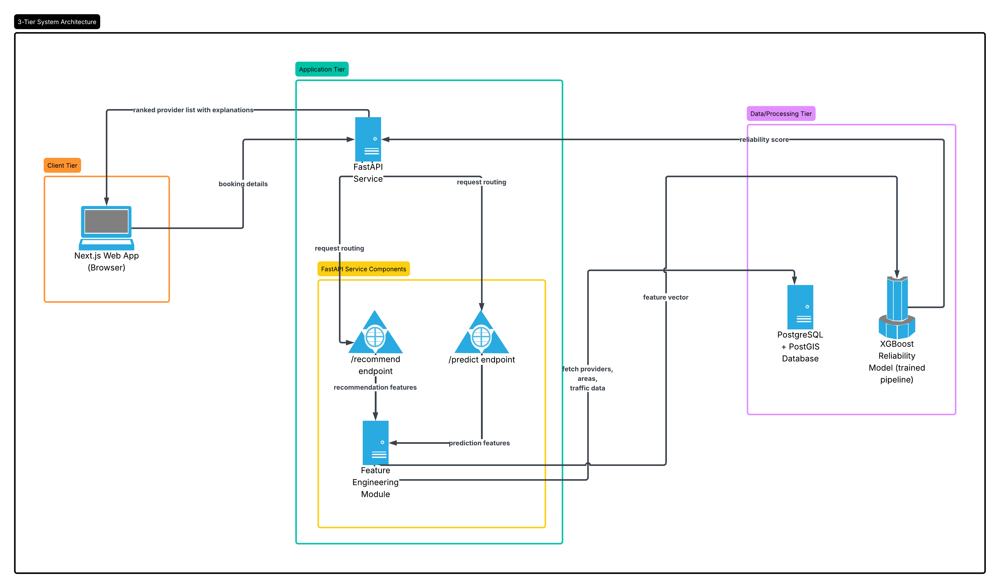 3-Tier System Architecture
Application Tier
ranked provider list with explanations
Data/Processing Tier
reliability score
Client Tier
FastAPI
Service
booking details
request routing
request routing
Next.js Web App
(Browser)
FastAPI Service Components
feature vector
PostgreSQL
+ PostGIS
Database
XGBoost
Reliability
Model (trained
pipeline)
/recommend
endpoint
/predict endpoint
fetch providers,
areas,
traffic data
recommendation features
prediction features
Feature
Engineering
Module